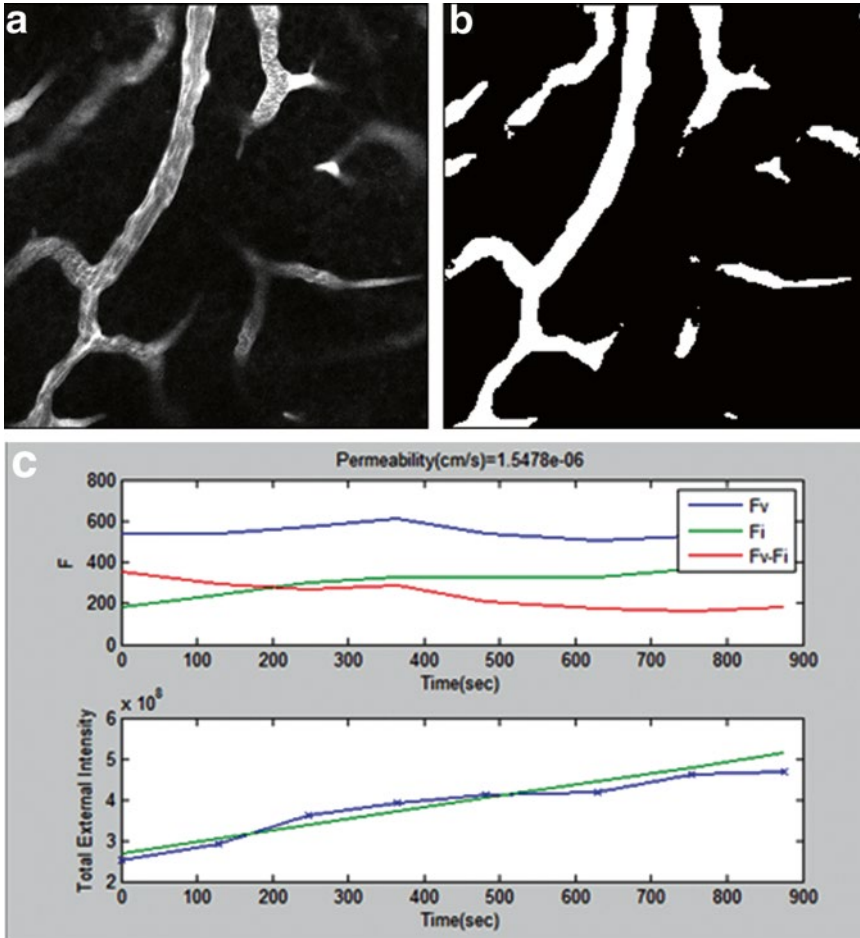 a
b
c
Permeability(cm/s)=1.5478e-06
800
600
400
200
0
F
Fv
Fi
Fv-Fi
0 100 200 300 400 500 600 700 800 900
Time(sec)
x 10^8
6
5
4
3
2
Total External Intensity
0 100 200 300 400 500 600 700 800 900
Time(sec)